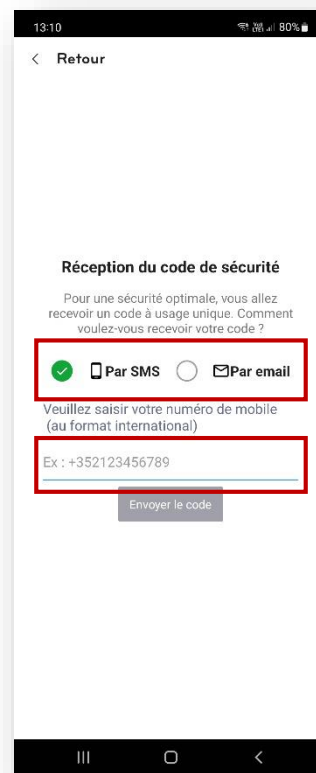 13:10 80%
< Retour
Réception du code de sécurité
Pour une sécurité optimale, vous allez
recevoir un code à usage unique. Comment
voulez-vous recevoir votre code ?
Par SMS Par email
Veuillez saisir votre numéro de mobile
(au format international)
Ex : +352123456789
Envoyer le code